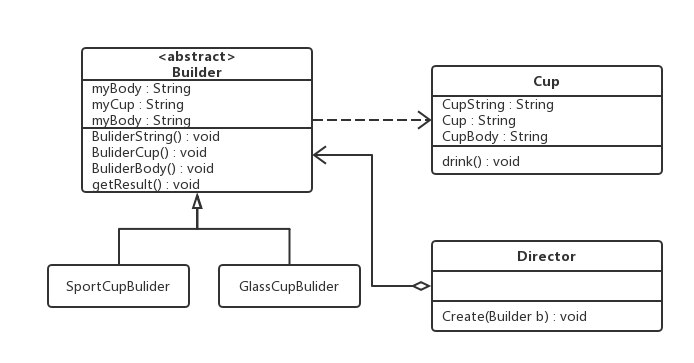 <abstract>
Builder
myBody : String
myCup : String
myBody : String
BuliderString() : void
BuliderCup() : void
BuliderBody() : void
getResult() : void
Cup
CupString : String
Cup : String
CupBody : String
drink() : void
SportCupBulider
GlassCupBulider
Director
Create(Builder b) : void